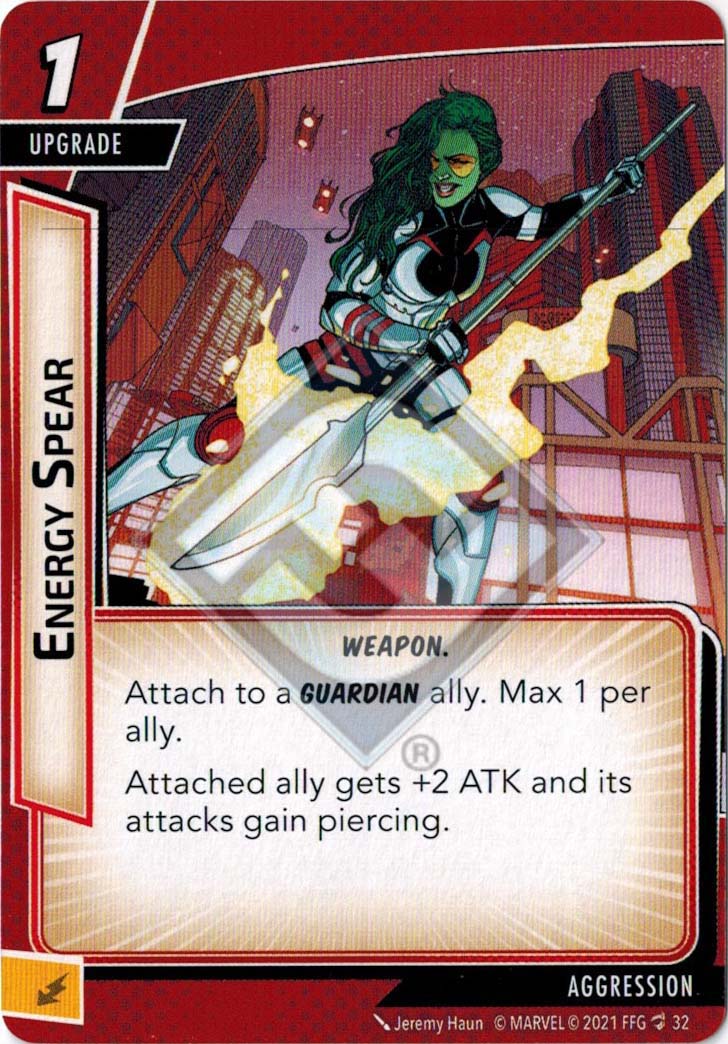 1
UPGRADE
ENERGY SPEAR
WEAPON.
Attach to a GUARDIAN ally. Max 1 per
ally.
Attached ally gets +2 ATK and its
attacks gain piercing.
®
AGGRESSION
Jeremy Haun © MARVEL © 2021 FFG 32